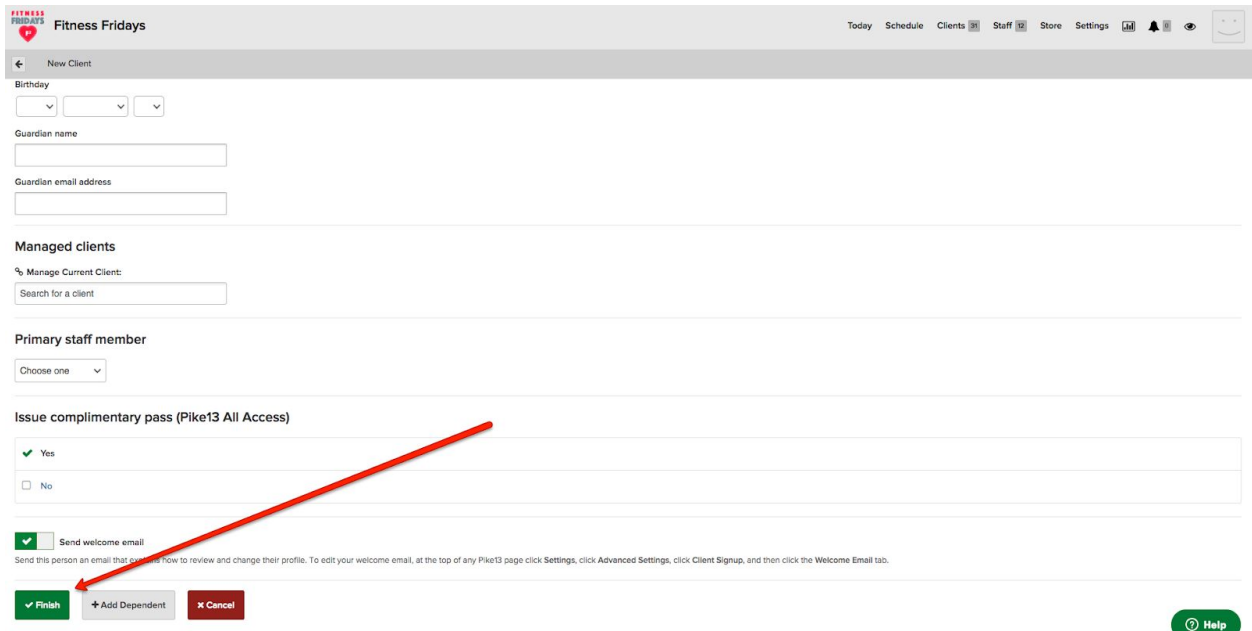 FITNESS
FRIDAYS
Fitness Fridays
Today Schedule Clients 31 Staff 12 Store Settings 0
New Client
Birthday
Guardian name
Guardian email address
Managed clients
Manage Current Client:
Search for a client
Primary staff member
Choose one
Issue complimentary pass (Pike13 All Access)
Yes
No
Send welcome email
Send this person an email that explains how to review and change their profile. To edit your welcome email, at the top of any Pike13 page click Settings, click Advanced Settings, click Client Signup, and then click the Welcome Email tab.
Finish + Add Dependent x Cancel
? Help